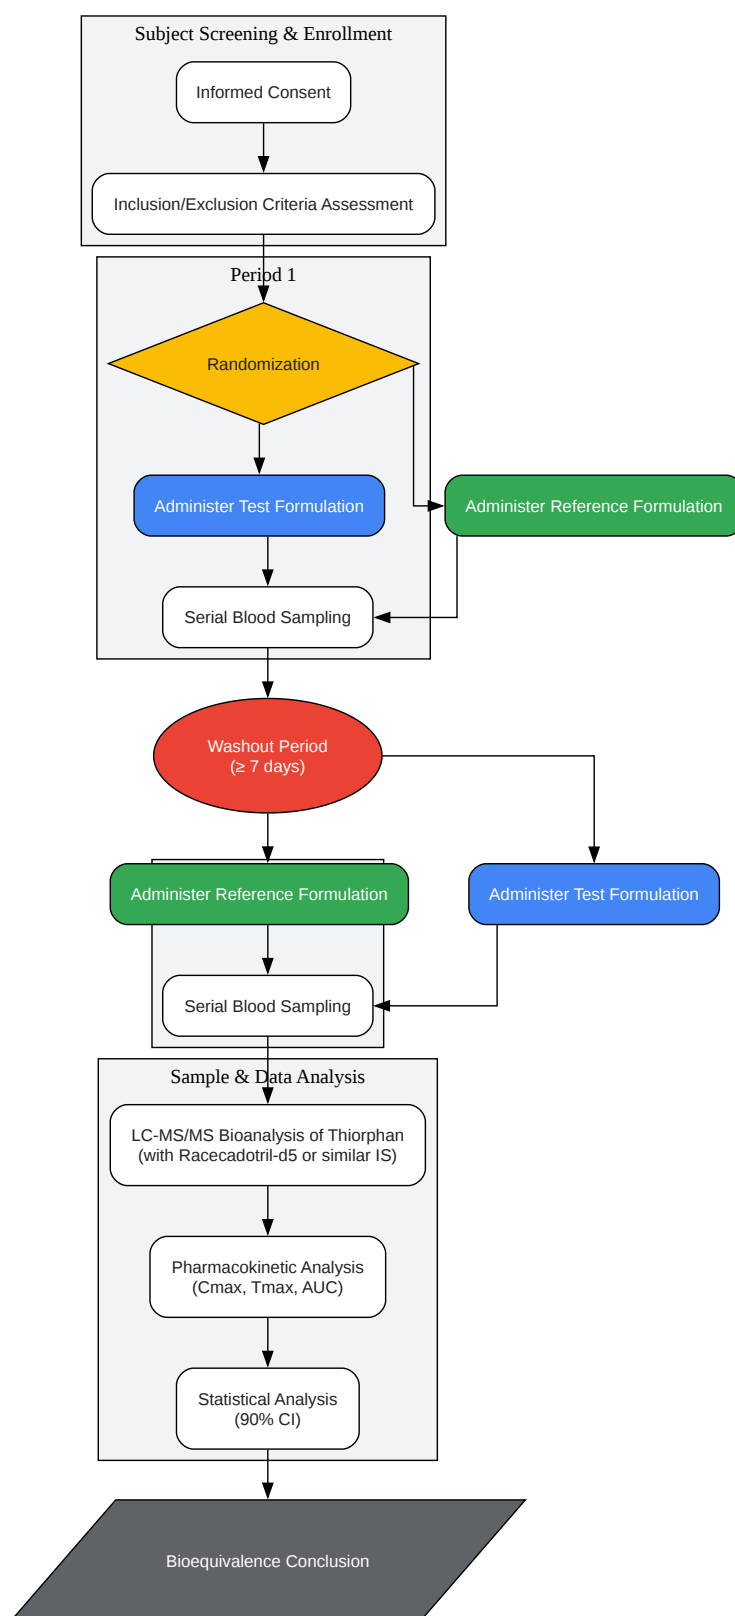 Subject Screening & Enrollment
Informed Consent
Inclusion/Exclusion Criteria Assessment
Period 1
Randomization
Administer Test Formulation
Administer Reference Formulation
Serial Blood Sampling
Washout Period
(≥ 7 days)
Administer Reference Formulation
Administer Test Formulation
Serial Blood Sampling
Sample & Data Analysis
LC-MS/MS Bioanalysis of Thiorphan
(with Racecadotril-d5 or similar IS)
Pharmacokinetic Analysis
(Cmax, Tmax, AUC)
Statistical Analysis
(90% CI)
Bioequivalence Conclusion